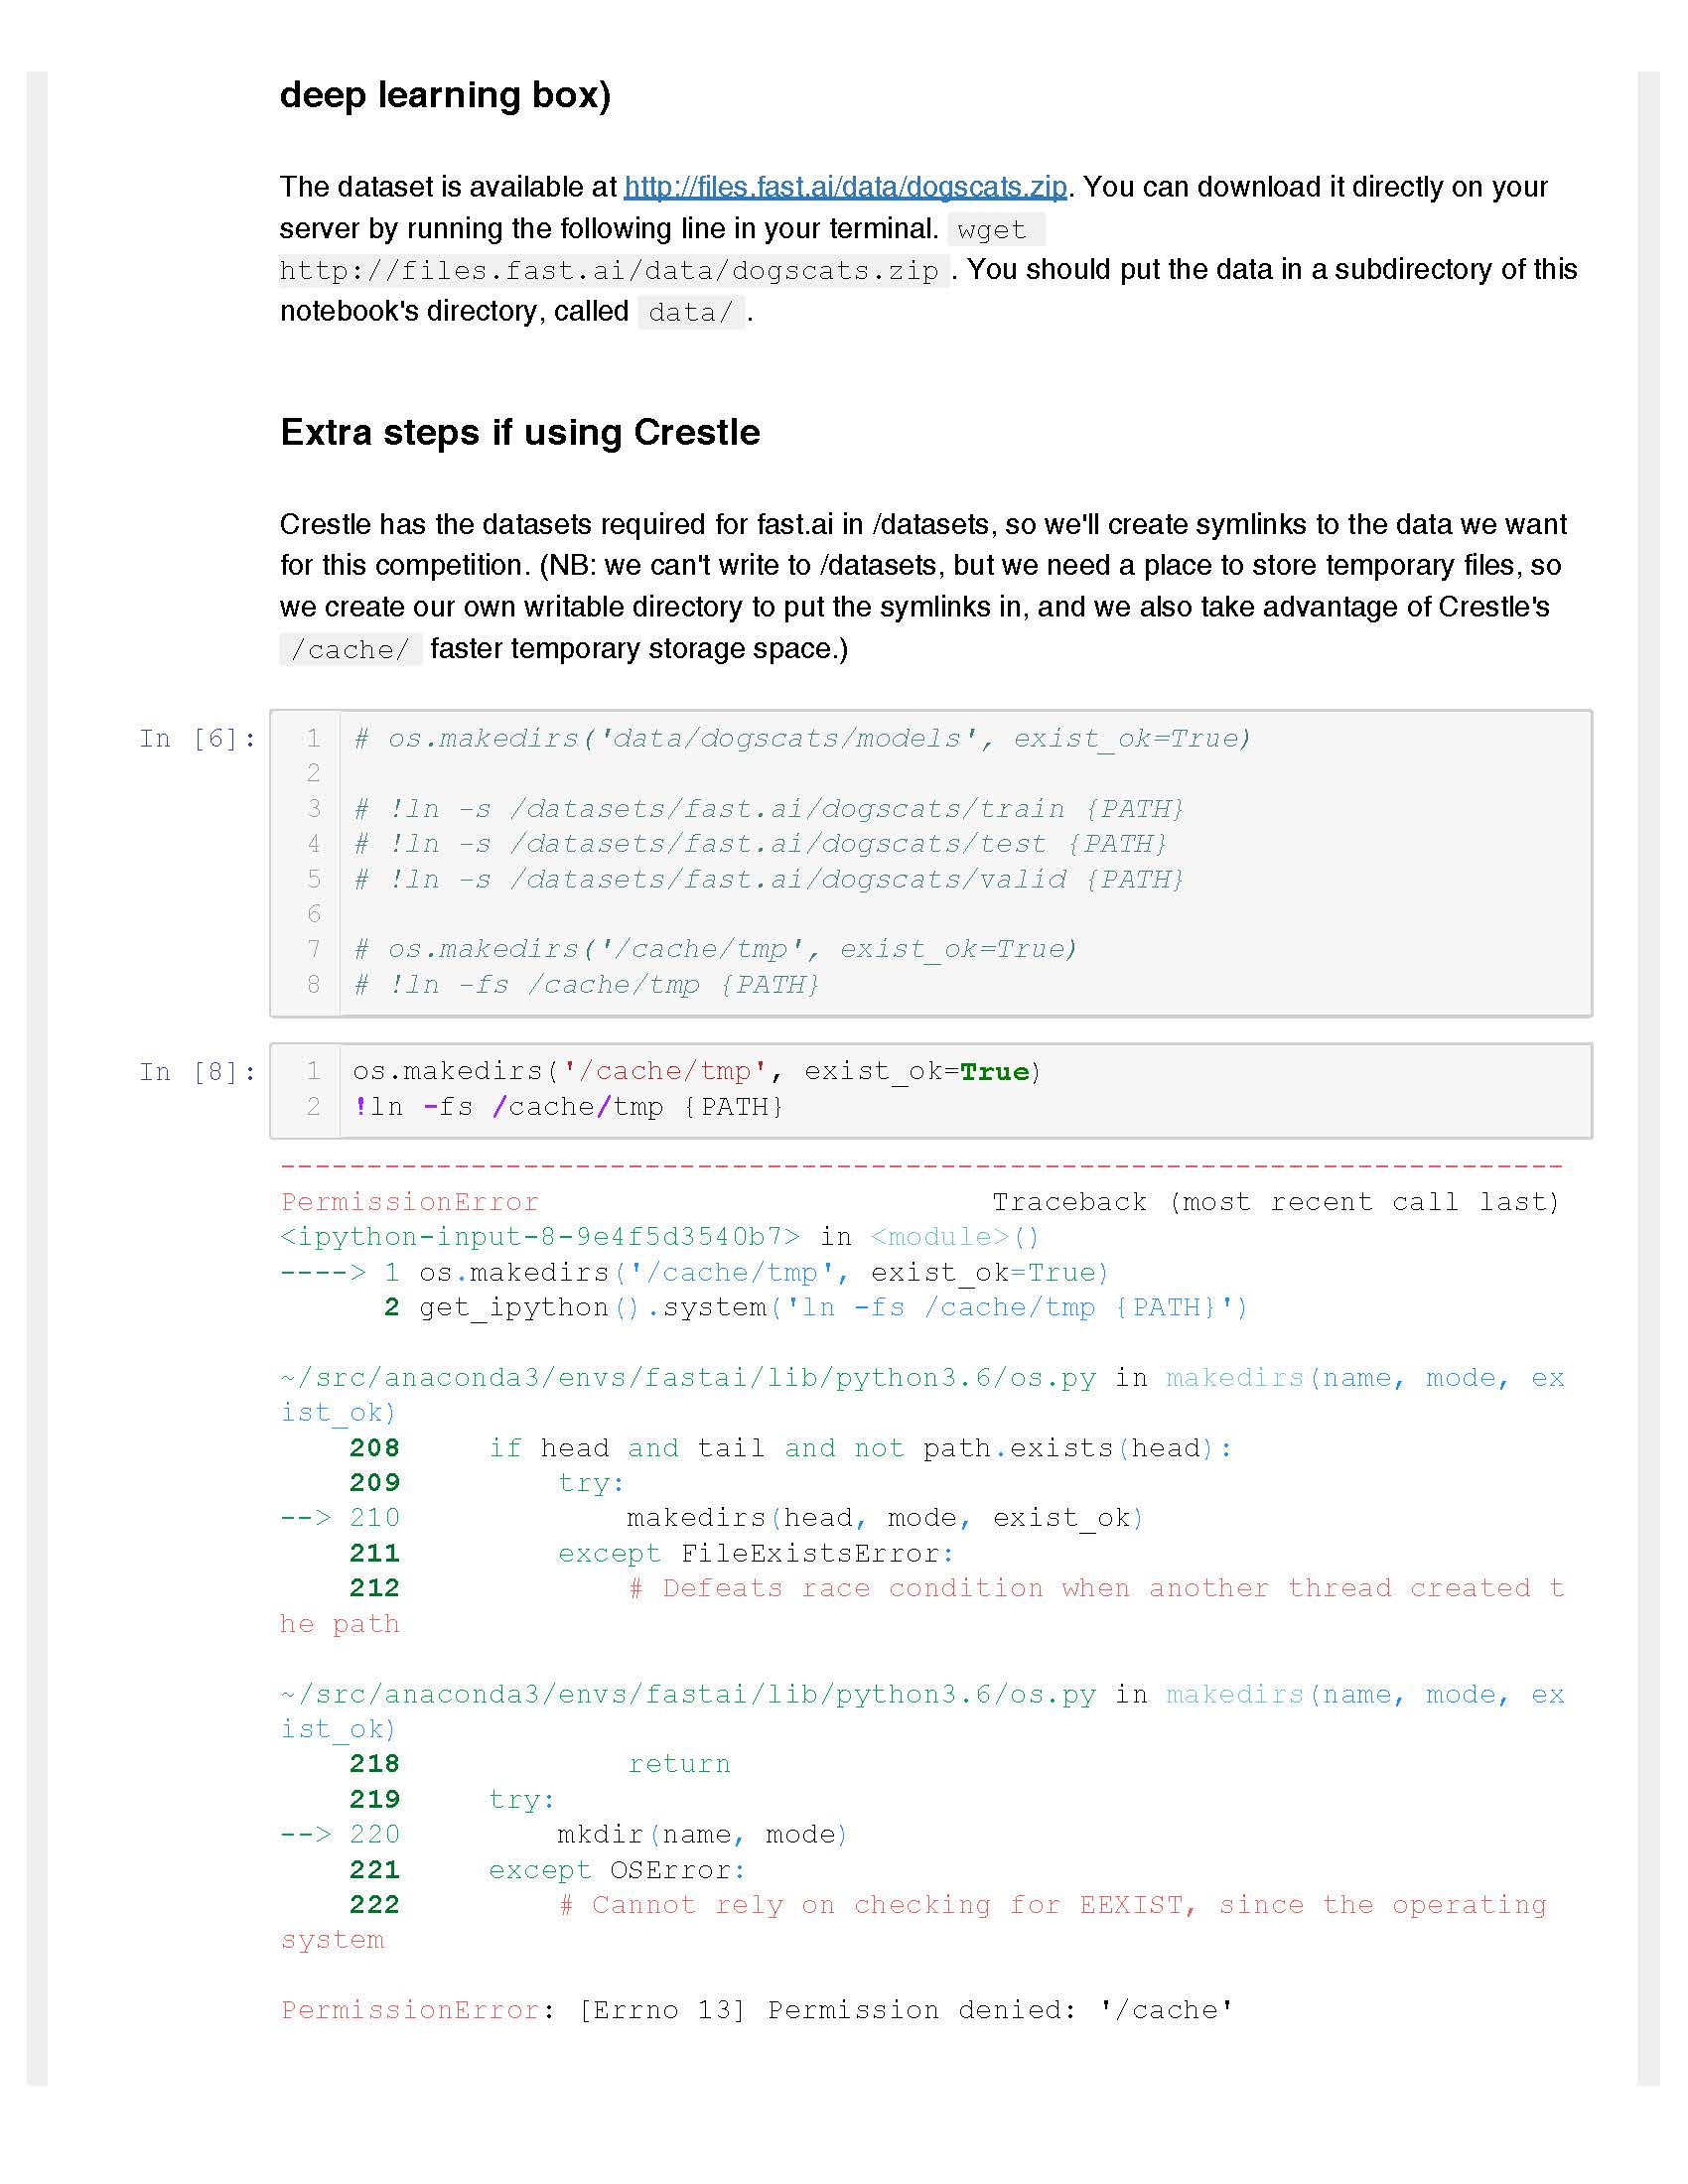 deep learning box)
The dataset is available at http://files.fast.ai/data/dogscats.zip. You can download it directly on your
server by running the following line in your terminal. wget
http://files.fast.ai/data/dogscats.zip . You should put the data in a subdirectory of this
notebook's directory, called data/ .
Extra steps if using Crestle
Crestle has the datasets required for fast.ai in /datasets, so we'll create symlinks to the data we want
for this competition. (NB: we can't write to /datasets, but we need a place to store temporary files, so
we create our own writable directory to put the symlinks in, and we also take advantage of Crestle's
/cache/ faster temporary storage space.)
In [6]: 1 # os.makedirs('data/dogscats/models', exist_ok=True)
2
3 # !ln -s /datasets/fast.ai/dogscats/train {PATH}
4 # !ln -s /datasets/fast.ai/dogscats/test {PATH}
5 # !ln -s /datasets/fast.ai/dogscats/valid {PATH}
6
7 # os.makedirs('/cache/tmp', exist_ok=True)
8 # !ln -fs /cache/tmp {PATH}
In [8]: 1 os.makedirs('/cache/tmp', exist_ok=True)
2 !ln -fs /cache/tmp {PATH}
---------------------------------------------------------------------------
PermissionError                           Traceback (most recent call last)
<ipython-input-8-9e4f5d3540b7> in <module>()
----> 1 os.makedirs('/cache/tmp', exist_ok=True)
      2 get_ipython().system('ln -fs /cache/tmp {PATH}')
~/src/anaconda3/envs/fastai/lib/python3.6/os.py in makedirs(name, mode, ex
ist_ok)
    208     if head and tail and not path.exists(head):
    209         try:
--> 210             makedirs(head, mode, exist_ok)
    211         except FileExistsError:
    212             # Defeats race condition when another thread created t
he path
~/src/anaconda3/envs/fastai/lib/python3.6/os.py in makedirs(name, mode, ex
ist_ok)
    218             return
    219     try:
--> 220         mkdir(name, mode)
    221     except OSError:
    222         # Cannot rely on checking for EEXIST, since the operating
system
PermissionError: [Errno 13] Permission denied: '/cache'